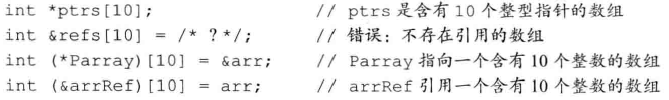 int *ptrs[10];              // ptrs是含有10个整型指针的数组
int &refs[10] = /* ?*/;     // 错误：不存在引用的数组
int (*Parray)[10] = &arr;   // Parray指向一个含有10个整数的数组
int (&arrRef)[10] = arr;    // arrRef引用一个含有10个整数的数组